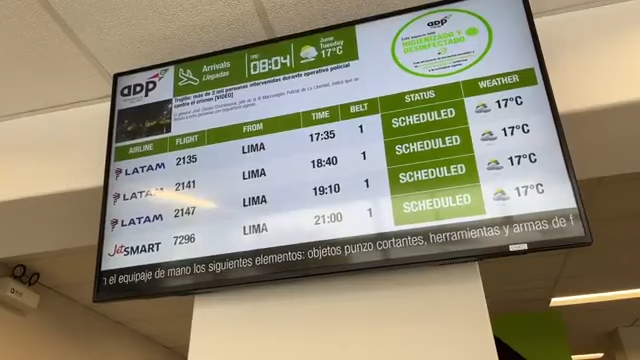 adp
Arrivals
Llegadas
08:04
June
Tuesday
17°C
adp
HIGIENIZADO Y
DESINFECTADO
Trujillo: más de 2 mil personas intervenidas durante operativo policial
contra el crimen [VIDEO]
AIRLINE FLIGHT FROM TIME BELT STATUS WEATHER
LATAM 2135 LIMA 17:35 1 SCHEDULED 17°C
LATAM 2141 LIMA 18:40 1 SCHEDULED 17°C
LATAM 2147 LIMA 19:10 1 SCHEDULED 17°C
JetSMART 7296 LIMA 21:00 1 SCHEDULED 17°C
n el equipaje de mano los siguientes elementos: objetos punzo cortantes, herramientas y armas de f